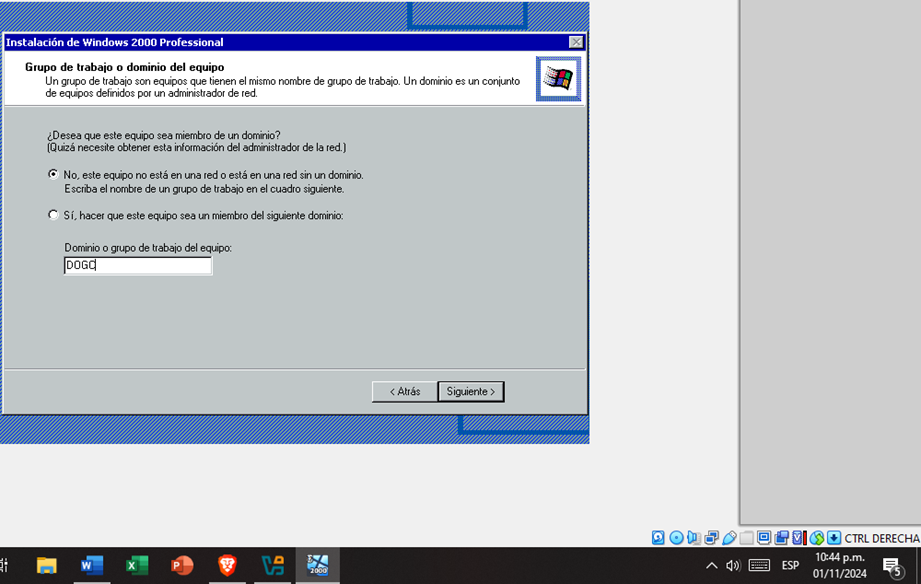 Instalación de Windows 2000 Professional
Grupo de trabajo o dominio del equipo
Un grupo de trabajo son equipos que tienen el mismo nombre de grupo de trabajo. Un dominio es un conjunto
de equipos definidos por un administrador de red.
¿Desea que este equipo sea miembro de un dominio?
(Quizá necesite obtener esta información del administrador de la red.)
No, este equipo no está en una red o está en una red sin un dominio.
Escriba el nombre de un grupo de trabajo en el cuadro siguiente.
Sí, hacer que este equipo sea un miembro del siguiente dominio:
Dominio o grupo de trabajo del equipo:
DOGC
< Atrás
Siguiente >
CTRL DERECHA
2000
ESP
10:44 p.m.
01/11/2024
5